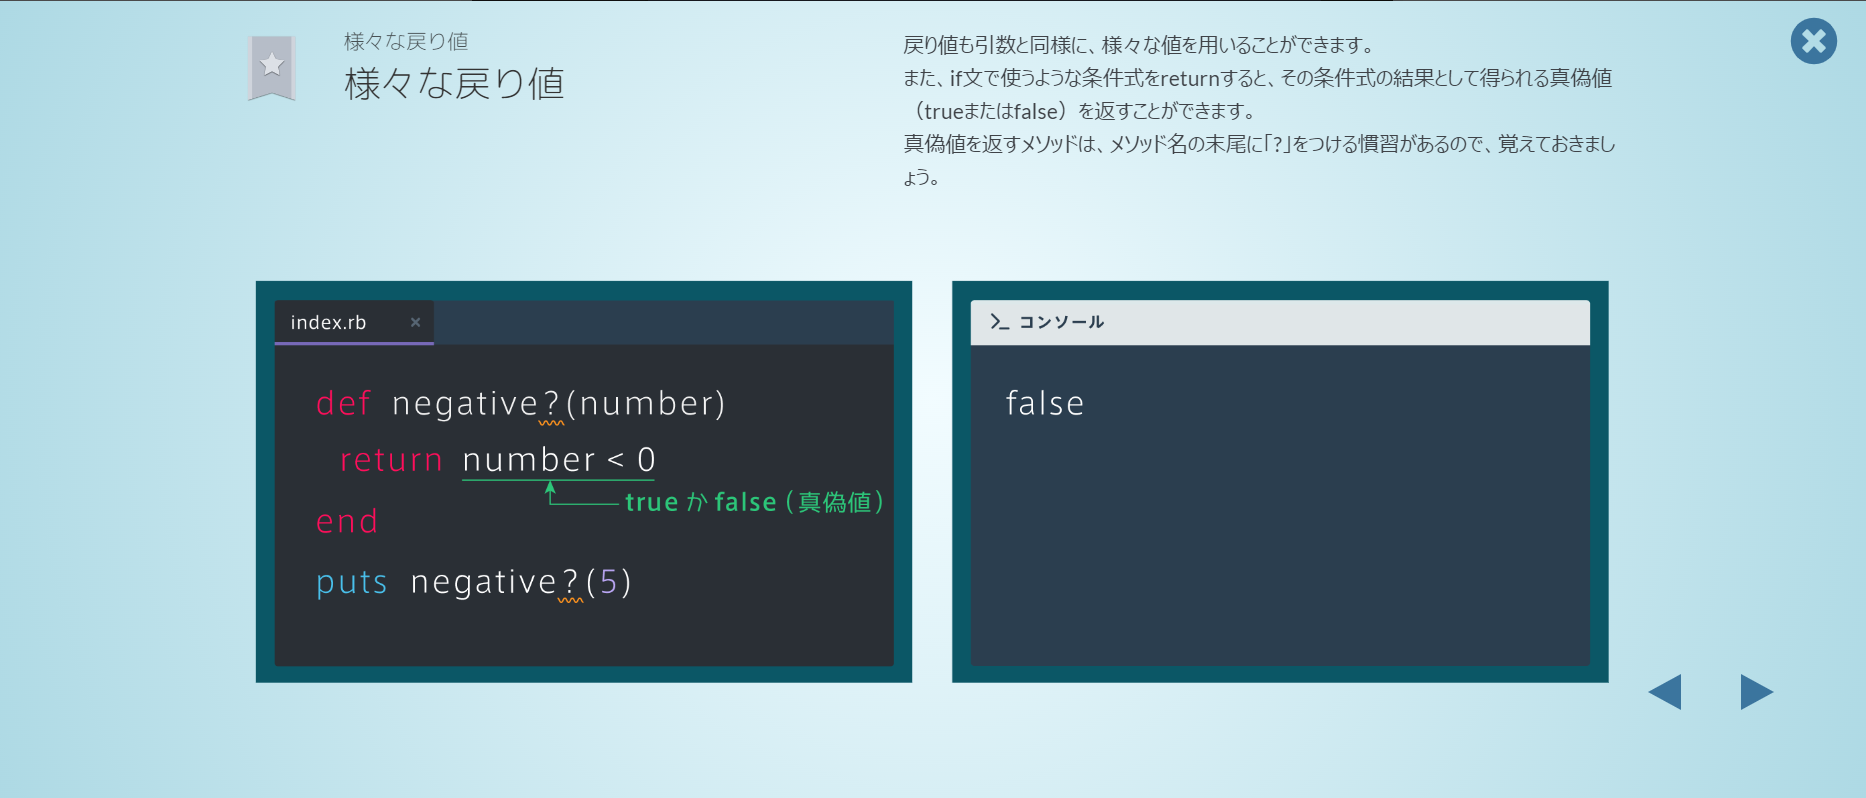 様々な戻り値
様々な戻り値
戻り値も引数と同様に、様々な値を用いることができます。
また、if文で使うような条件式をreturnすると、その条件式の結果として得られる真偽値
（trueまたはfalse）を返すことができます。
真偽値を返すメソッドは、メソッド名の末尾に「?」をつける慣習があるので、覚えておきまし
ょう。
index.rb ×
def negative?(number)
return number < 0
true か false (真偽値)
end
puts negative?(5)
>_ コンソール
false